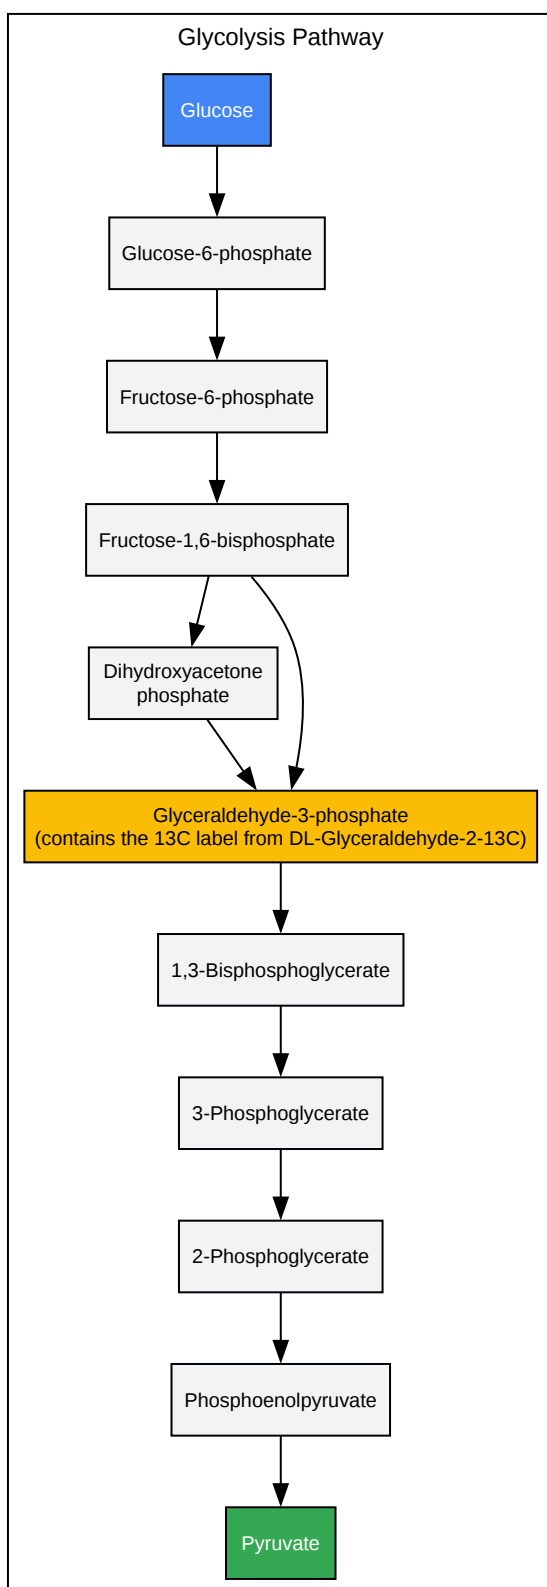 Glycolysis Pathway
Glucose
Glucose-6-phosphate
Fructose-6-phosphate
Fructose-1,6-bisphosphate
Dihydroxyacetone
phosphate
Glyceraldehyde-3-phosphate
(contains the 13C label from DL-Glyceraldehyde-2-13C)
1,3-Bisphosphoglycerate
3-Phosphoglycerate
2-Phosphoglycerate
Phosphoenolpyruvate
Pyruvate